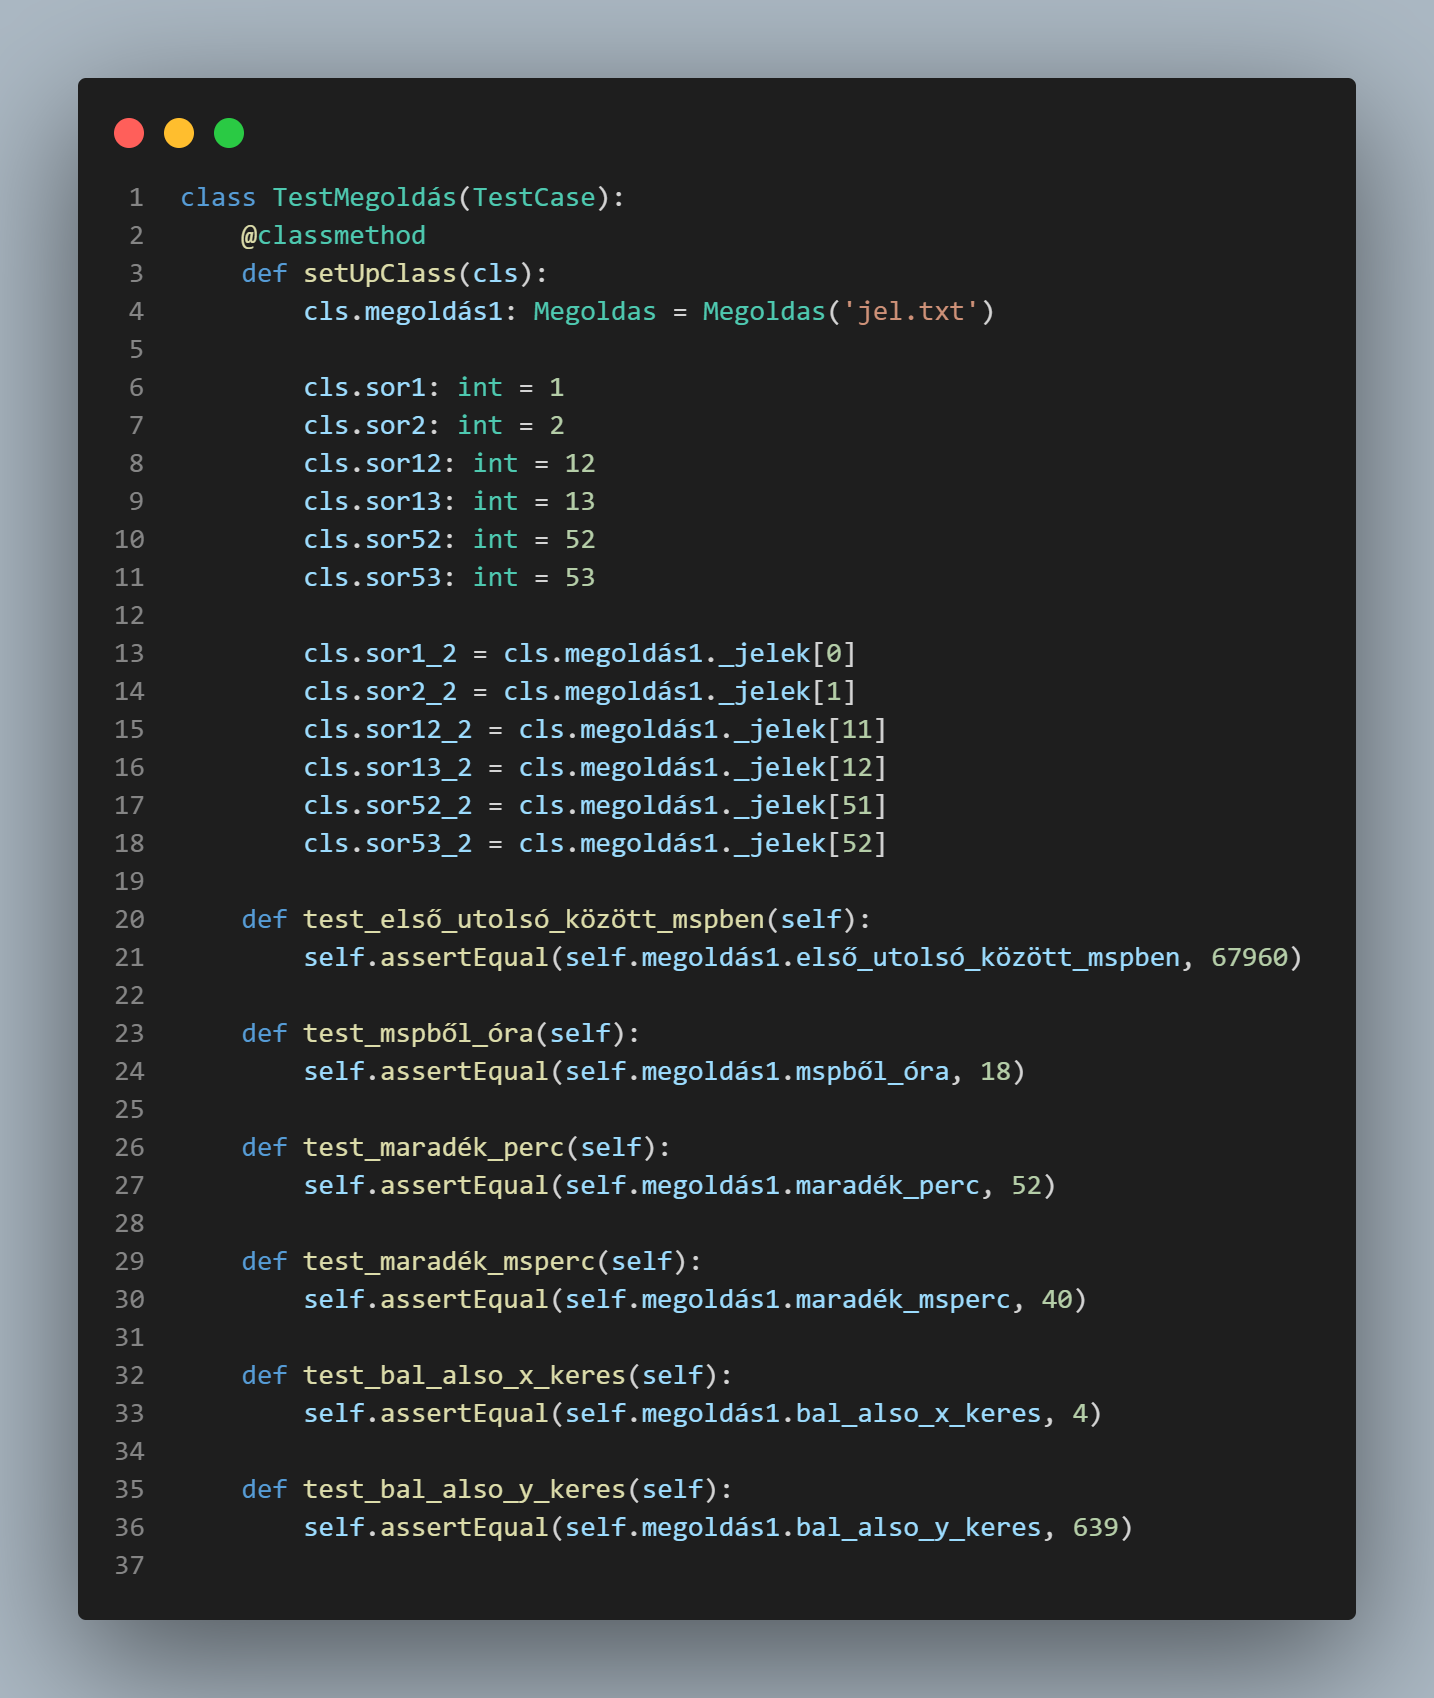 1 class TestMegoldás(TestCase):
2     @classmethod
3     def setUpClass(cls):
4         cls.megoldás1: Megoldas = Megoldas('jel.txt')
5
6         cls.sor1: int = 1
7         cls.sor2: int = 2
8         cls.sor12: int = 12
9         cls.sor13: int = 13
10         cls.sor52: int = 52
11         cls.sor53: int = 53
12
13         cls.sor1_2 = cls.megoldás1._jelek[0]
14         cls.sor2_2 = cls.megoldás1._jelek[1]
15         cls.sor12_2 = cls.megoldás1._jelek[11]
16         cls.sor13_2 = cls.megoldás1._jelek[12]
17         cls.sor52_2 = cls.megoldás1._jelek[51]
18         cls.sor53_2 = cls.megoldás1._jelek[52]
19
20     def test_első_utolsó_között_mspben(self):
21         self.assertEqual(self.megoldás1.első_utolsó_között_mspben, 67960)
22
23     def test_mspből_óra(self):
24         self.assertEqual(self.megoldás1.mspből_óra, 18)
25
26     def test_maradék_perc(self):
27         self.assertEqual(self.megoldás1.maradék_perc, 52)
28
29     def test_maradék_msperc(self):
30         self.assertEqual(self.megoldás1.maradék_msperc, 40)
31
32     def test_bal_also_x_keres(self):
33         self.assertEqual(self.megoldás1.bal_also_x_keres, 4)
34
35     def test_bal_also_y_keres(self):
36         self.assertEqual(self.megoldás1.bal_also_y_keres, 639)
37